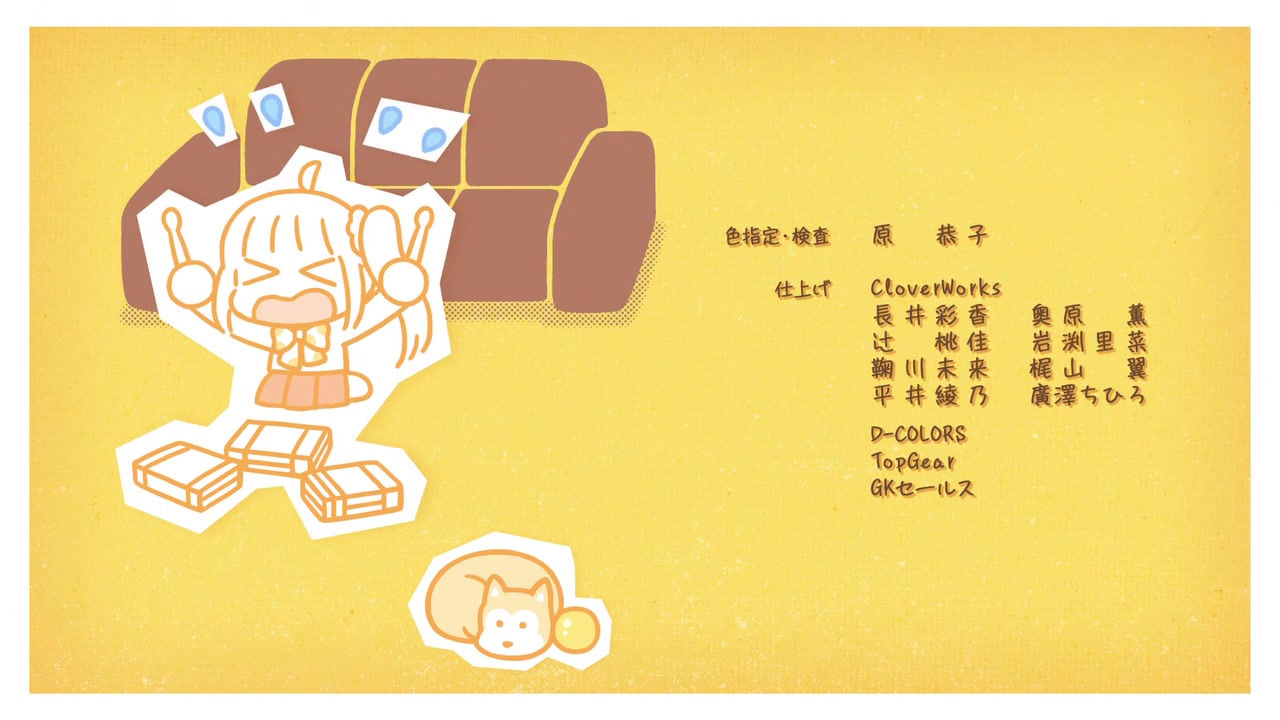 色指定・検査 原 恭子
仕上げ CloverWorks
長井彩香 奥原 薫
辻 桃佳 岩渕里菜
鞠川未来 梶山 翼
平井綾乃 廣澤ちひろ
D-COLORS
TopGear
GKセールス